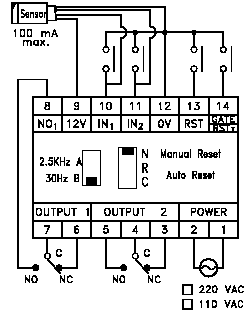 Sensor
100 mA
max.
8 9 10 11 12 13 14
NO1 12V IN1 IN2 0V RST GATE
RST1
2.5KHz A
30Hz B
N
R
C
Manual Reset
Auto Reset
OUTPUT 1 OUTPUT 2 POWER
7 6 5 4 3 2 1
C C
NO NC NO NC
220 VAC
110 VAC